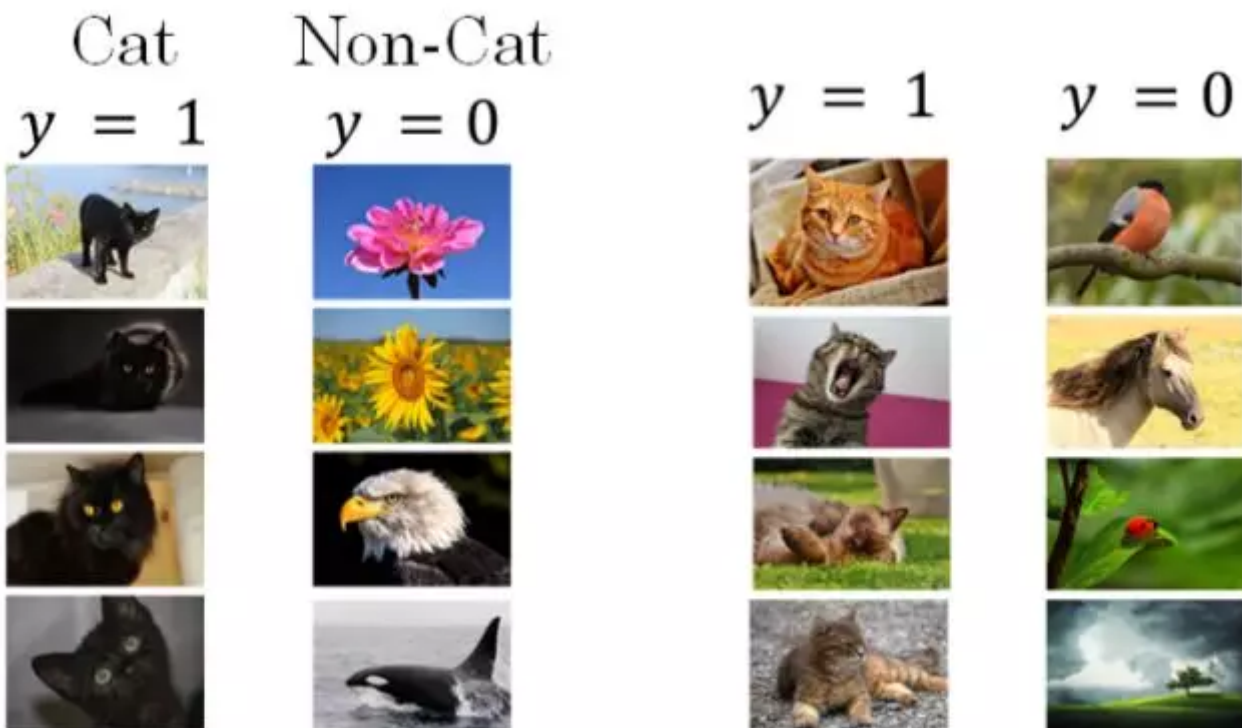 Cat Non-Cat
y = 1 y = 0 y = 1 y = 0